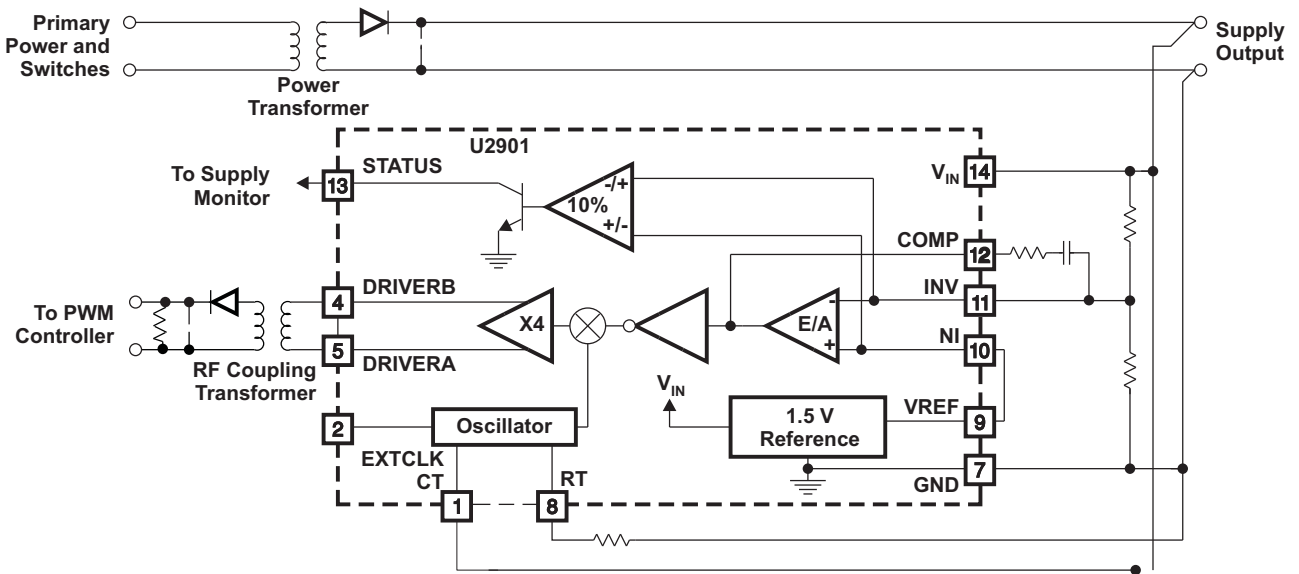 Primary
Power and
Switches
Power
Transformer
Supply
Output
U2901
To Supply
Monitor
13
STATUS
-/+
10%
+/-
VIN
14
COMP
12
INV
11
NI
10
To PWM
Controller
RF Coupling
Transformer
4
DRIVERB
5
DRIVERA
X4
E/A
-
+
VIN
1.5 V
Reference
VREF
9
GND
7
2
EXTCLK
Oscillator
CT
1
RT
8